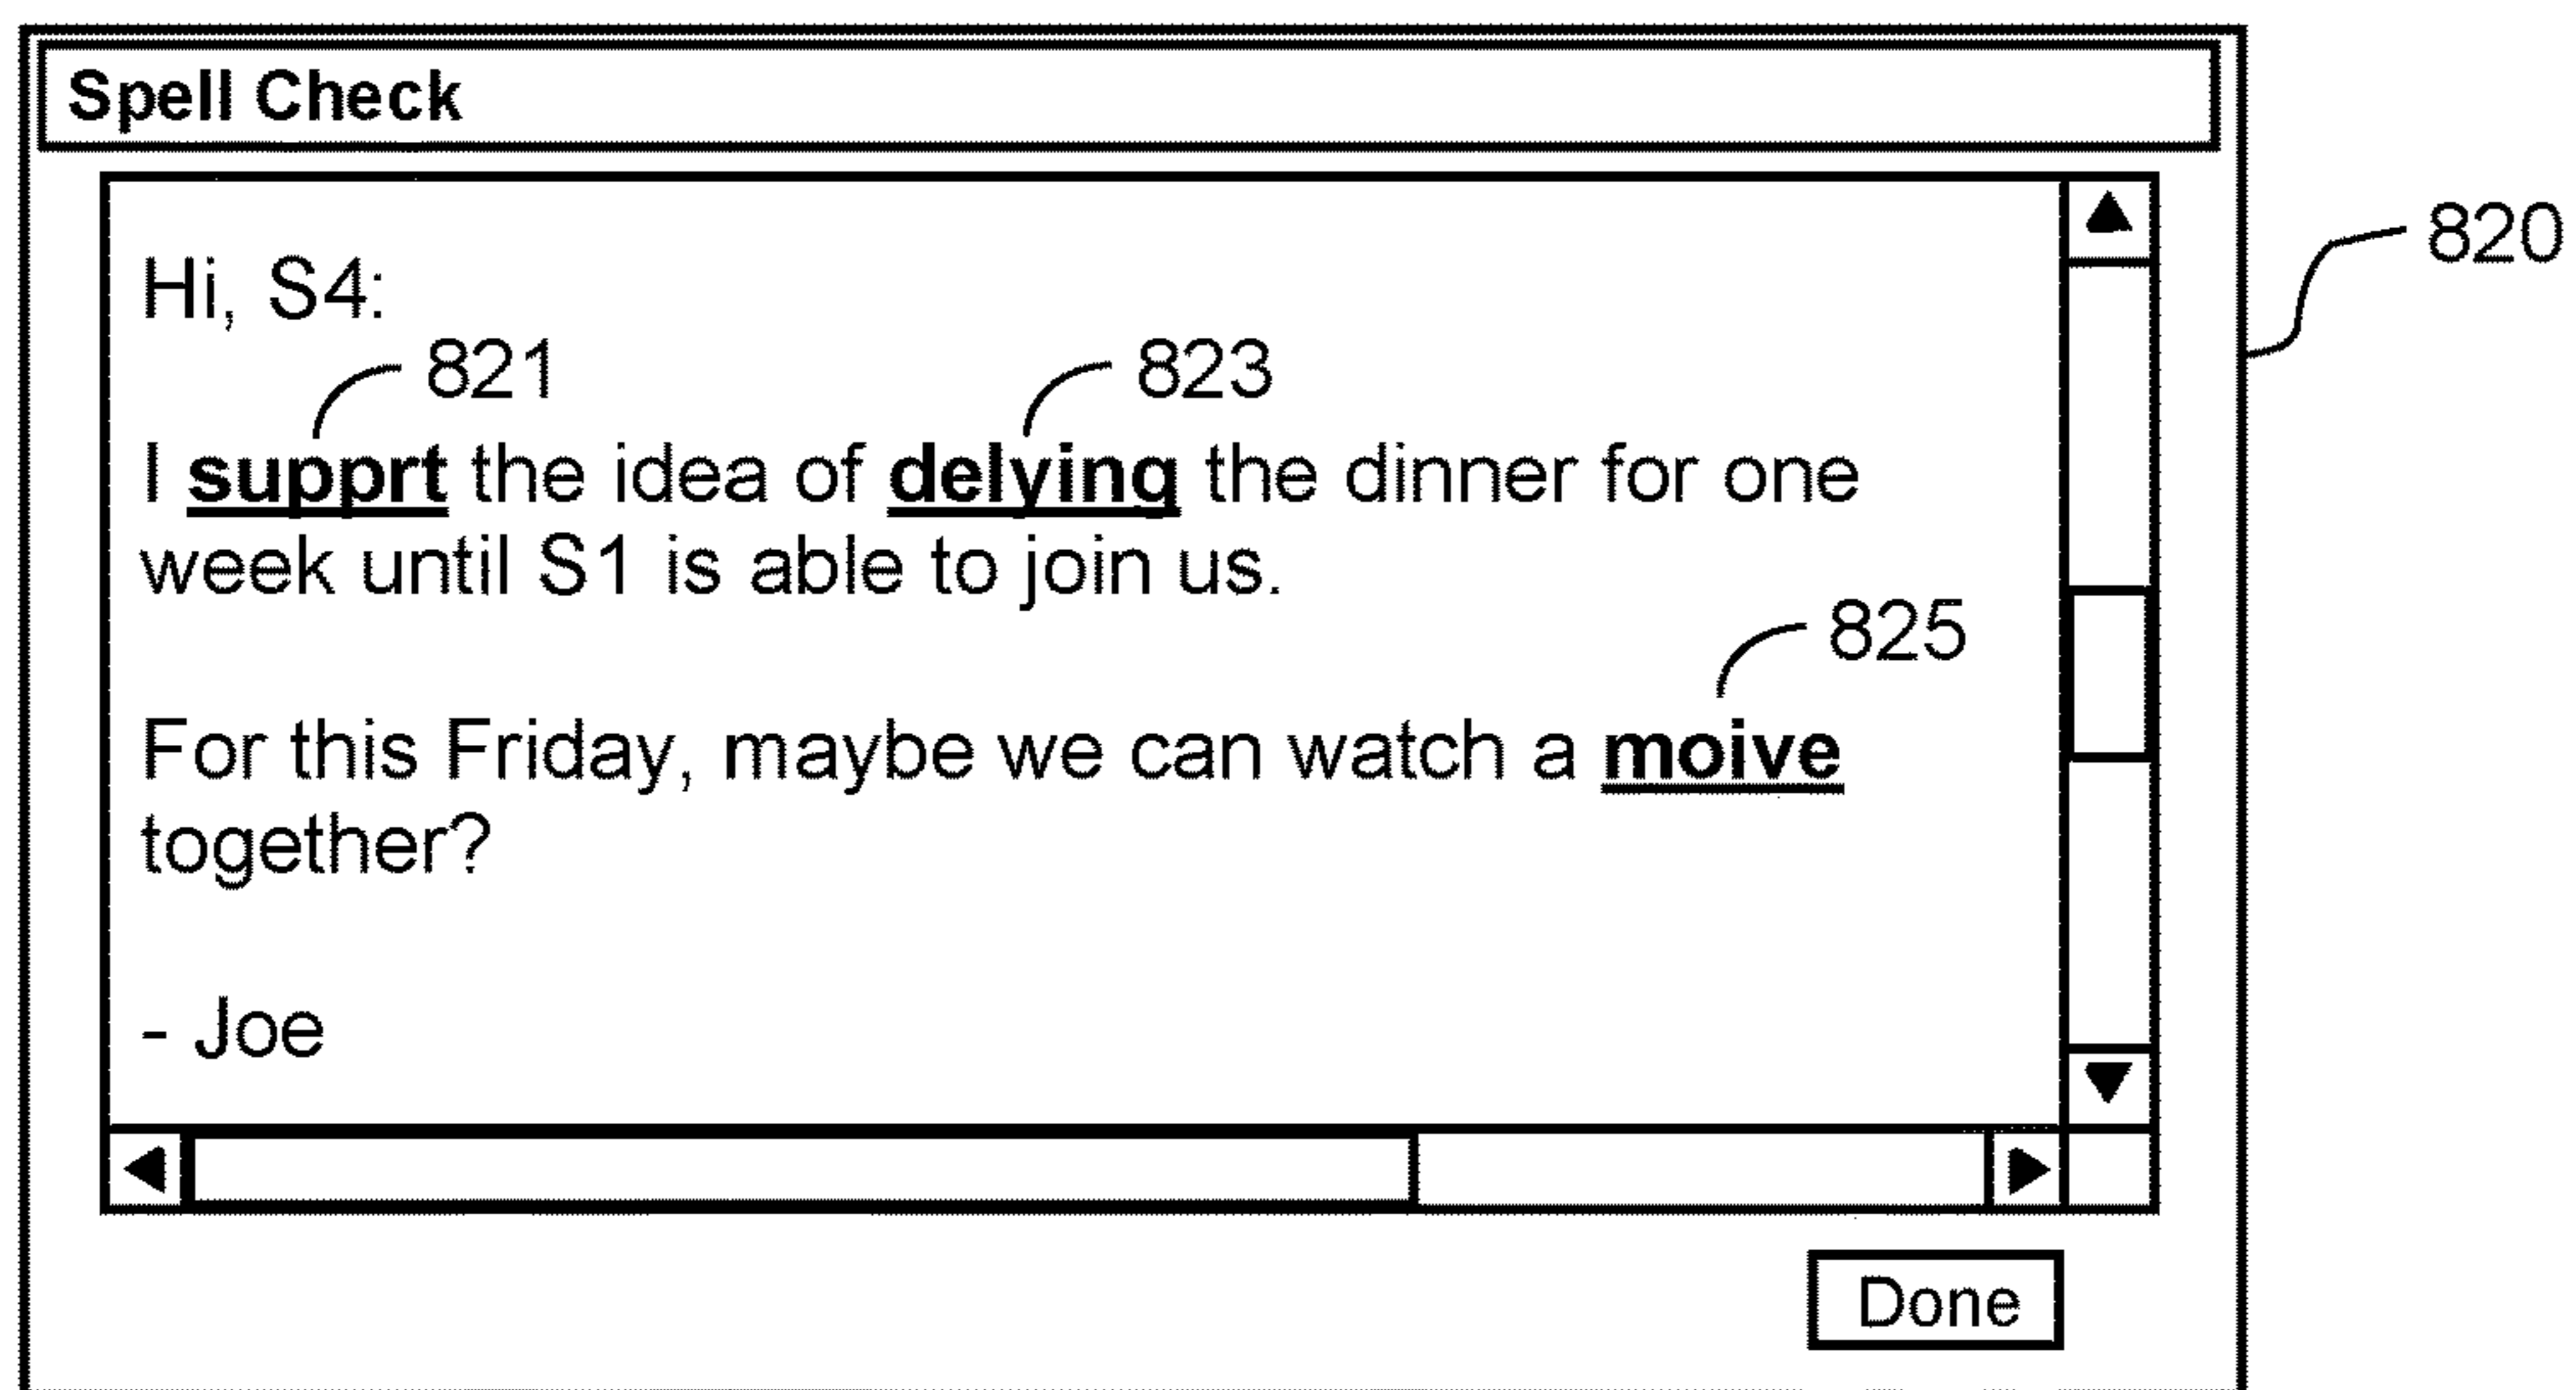 Spell Check
820
Hi, S4:
821 823
I supprt the idea of delying the dinner for one
week until S1 is able to join us.
825
For this Friday, maybe we can watch a moive
together?
- Joe
Done